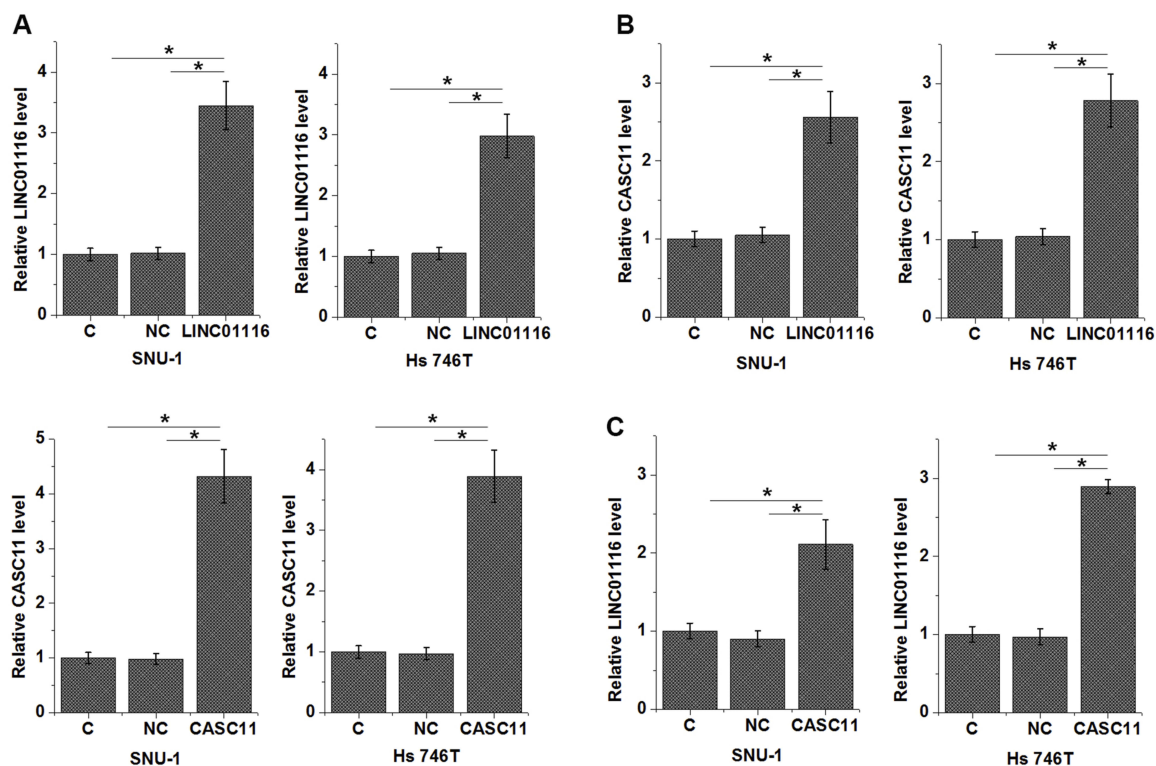 A
Relative LINC01116 level
4
3
2
1
0
*
*
C NC LINC01116
SNU-1
Relative LINC01116 level
4
3
2
1
0
*
*
C NC LINC01116
Hs 746T
B
Relative CASC11 level
3
2
1
0
*
*
C NC LINC01116
SNU-1
Relative CASC11 level
3
2
1
0
*
*
C NC LINC01116
Hs 746T
Relative CASC11 level
5
4
3
2
1
0
*
*
C NC CASC11
SNU-1
Relative CASC11 level
4
3
2
1
0
*
*
C NC CASC11
Hs 746T
C
Relative LINC01116 level
3
2
1
0
*
*
C NC CASC11
SNU-1
Relative LINC01116 level
3
2
1
0
*
*
C NC CASC11
Hs 746T